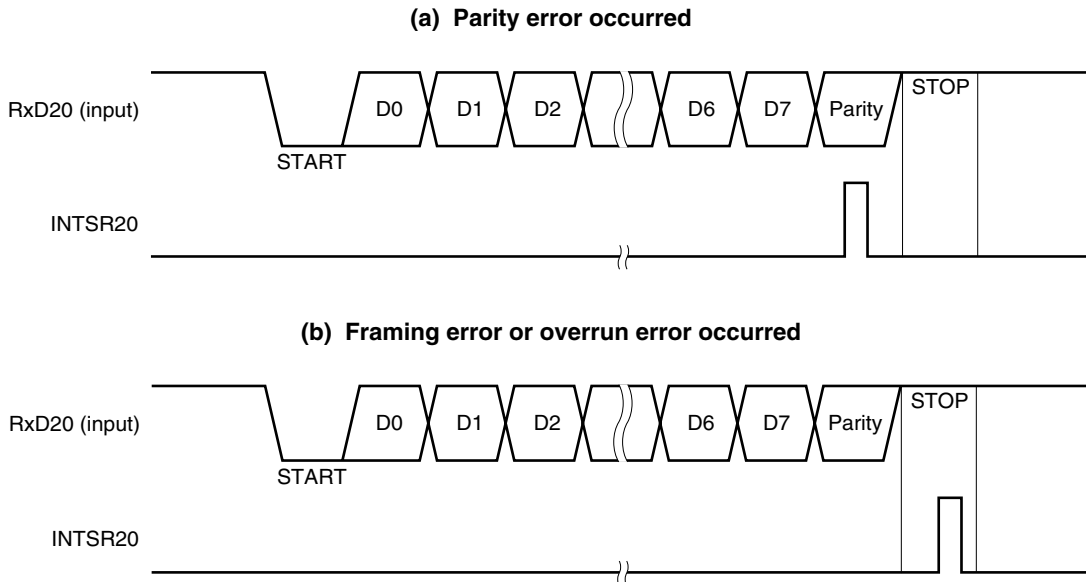 (a) Parity error occurred
STOP
RxD20 (input) D0 D1 D2 D6 D7 Parity
START
INTSR20
(b) Framing error or overrun error occurred
STOP
RxD20 (input) D0 D1 D2 D6 D7 Parity
START
INTSR20